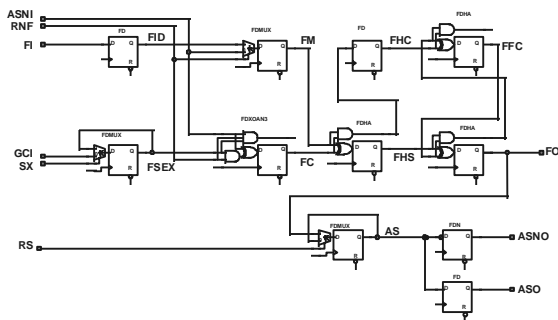 ASNI
RNF
FI
FD
FID
FDMUX
FM
FD
FHC
FDHA
FFC
D Q
R
D Q
R
D Q
R
D Q
R
FDMUX
FDXOAN3
FDHA
FDHA
GCI
SX
FSEX
FC
FHS
FO
D Q
R
D Q
R
D Q
R
D Q
R
RS
FDMUX
AS
FDN
ASNO
D Q
R
D Q
R
FD
ASO
D Q
R